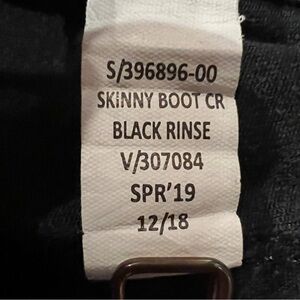 S/396896-00
SKINNY BOOT CR
BLACK RINSE
V/307084
SPR'19
12/18